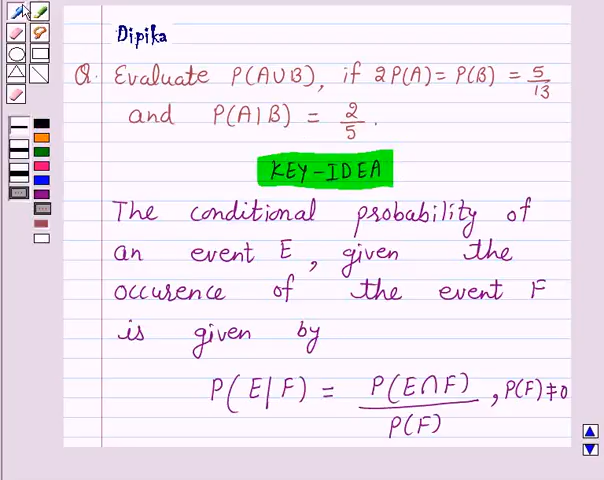 Dipika
Q. Evaluate P(A∪B), if 2P(A) = P(B) = 5/13
and P(A|B) = 2/5.
KEY-IDEA
The conditional probability of
an event E, given the
occurence of the event F
is given by
P(E|F) = P(E∩F)/P(F), P(F)≠0